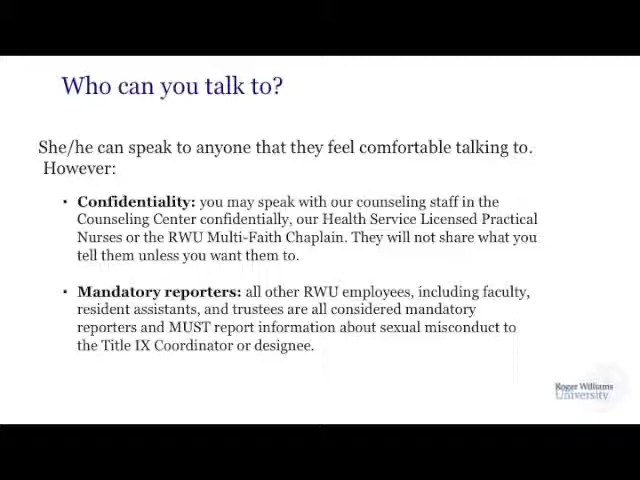 Who can you talk to?
She/he can speak to anyone that they feel comfortable talking to.
However:
• Confidentiality: you may speak with our counseling staff in the
Counseling Center confidentially, our Health Service Licensed Practical
Nurses or the RWU Multi-Faith Chaplain. They will not share what you
tell them unless you want them to.
• Mandatory reporters: all other RWU employees, including faculty,
resident assistants, and trustees are all considered mandatory
reporters and MUST report information about sexual misconduct to
the Title IX Coordinator or designee.
Roger Williams
University